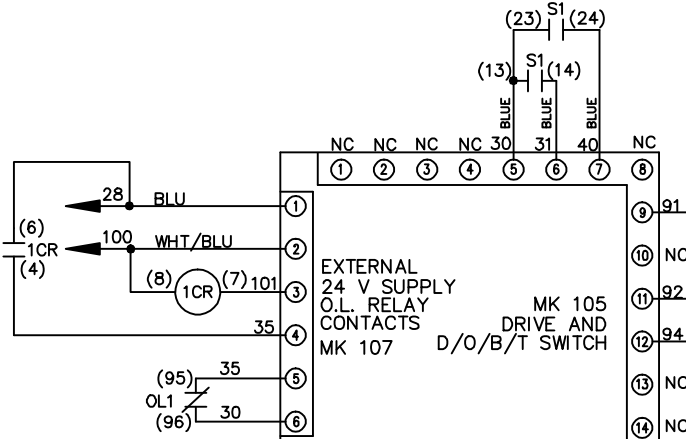 S1
(23) (24)
S1
(13) (14)
BLUE BLUE BLUE
NC NC NC NC 30 31 40 NC
1 2 3 4 5 6 7 8
28 BLU 1
9 91
(6)
1CR
(4)
100 WHT/BLU 2
10 NC
(8) 1CR (7) 101 3
EXTERNAL
24 V SUPPLY
O.L. RELAY
CONTACTS
MK 107
MK 105
DRIVE AND
D/O/B/T SWITCH
11 92
35 4
12 94
(95) 35 5
13 NC
OL1
(96) 30 6
14 NC